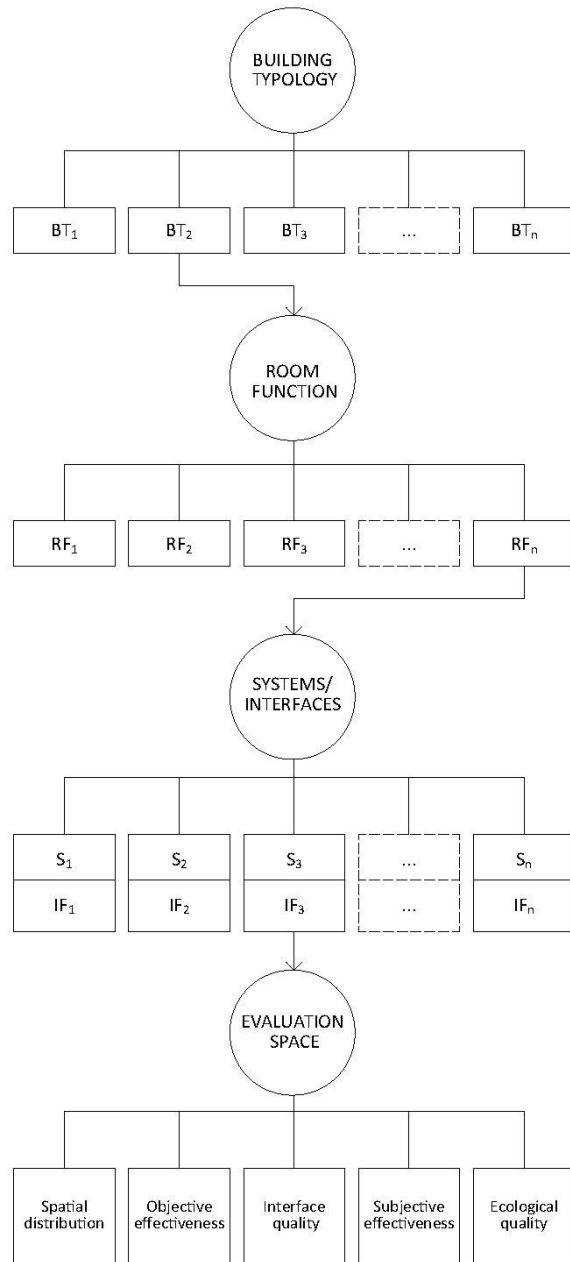 BUILDING
TYPOLOGY
BT₁ BT₂ BT₃ ... BTₙ
ROOM
FUNCTION
RF₁ RF₂ RF₃ ... RFₙ
SYSTEMS/
INTERFACES
S₁ S₂ S₃ ... Sₙ
IF₁ IF₂ IF₃ ... IFₙ
EVALUATION
SPACE
Spatial
distribution
Objective
effectiveness
Interface
quality
Subjective
effectiveness
Ecological
quality